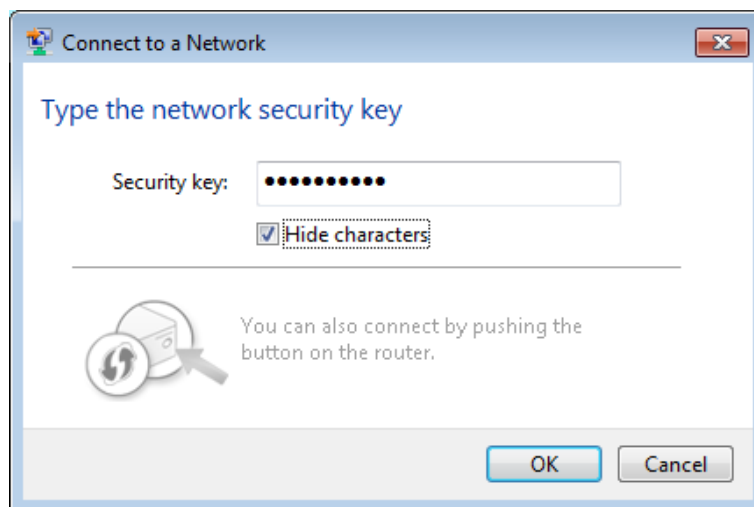 Connect to a Network
Type the network security key
Security key: ••••••••••
Hide characters
You can also connect by pushing the
button on the router.
OK Cancel